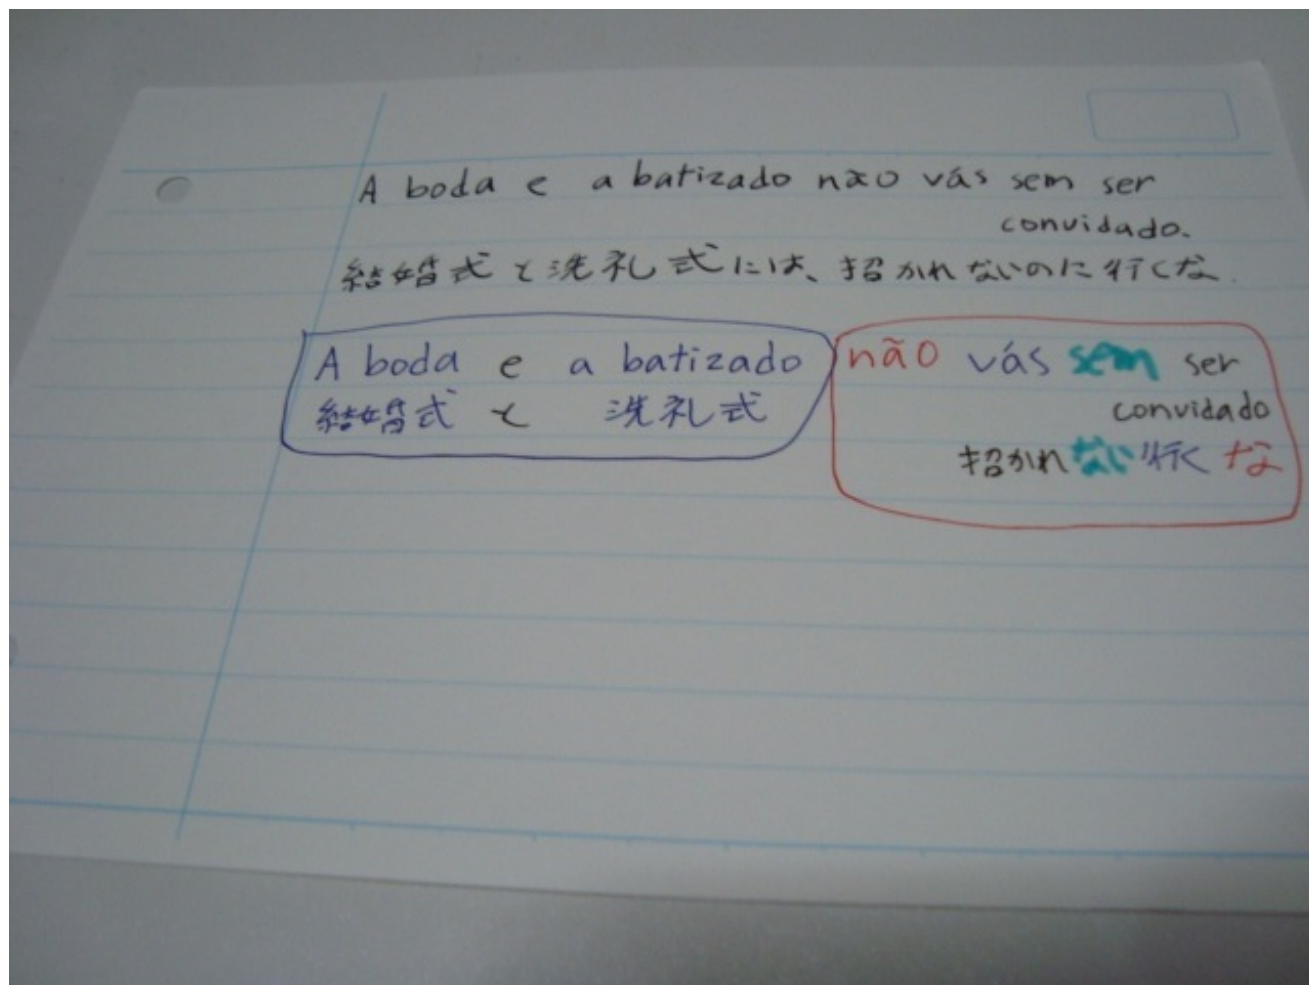 A boda e a batizado não vás sem ser
convidado.
結婚式と洗礼式には、招かれないのに行くな.
A boda e a batizado não vás sem ser
convidado
結婚式 と 洗礼式
招かれない行くな